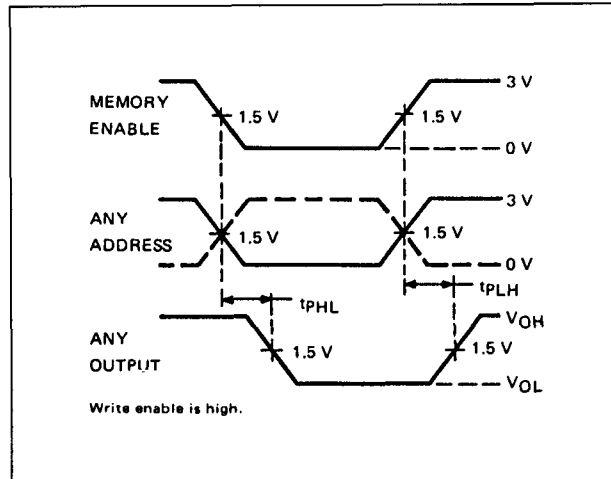 3 V
MEMORY
ENABLE
1.5 V
1.5 V
0 V
3 V
ANY
ADDRESS
1.5 V
1.5 V
0 V
tPHL
tPLH
VOH
ANY
OUTPUT
1.5 V
1.5 V
VOL
Write enable is high.